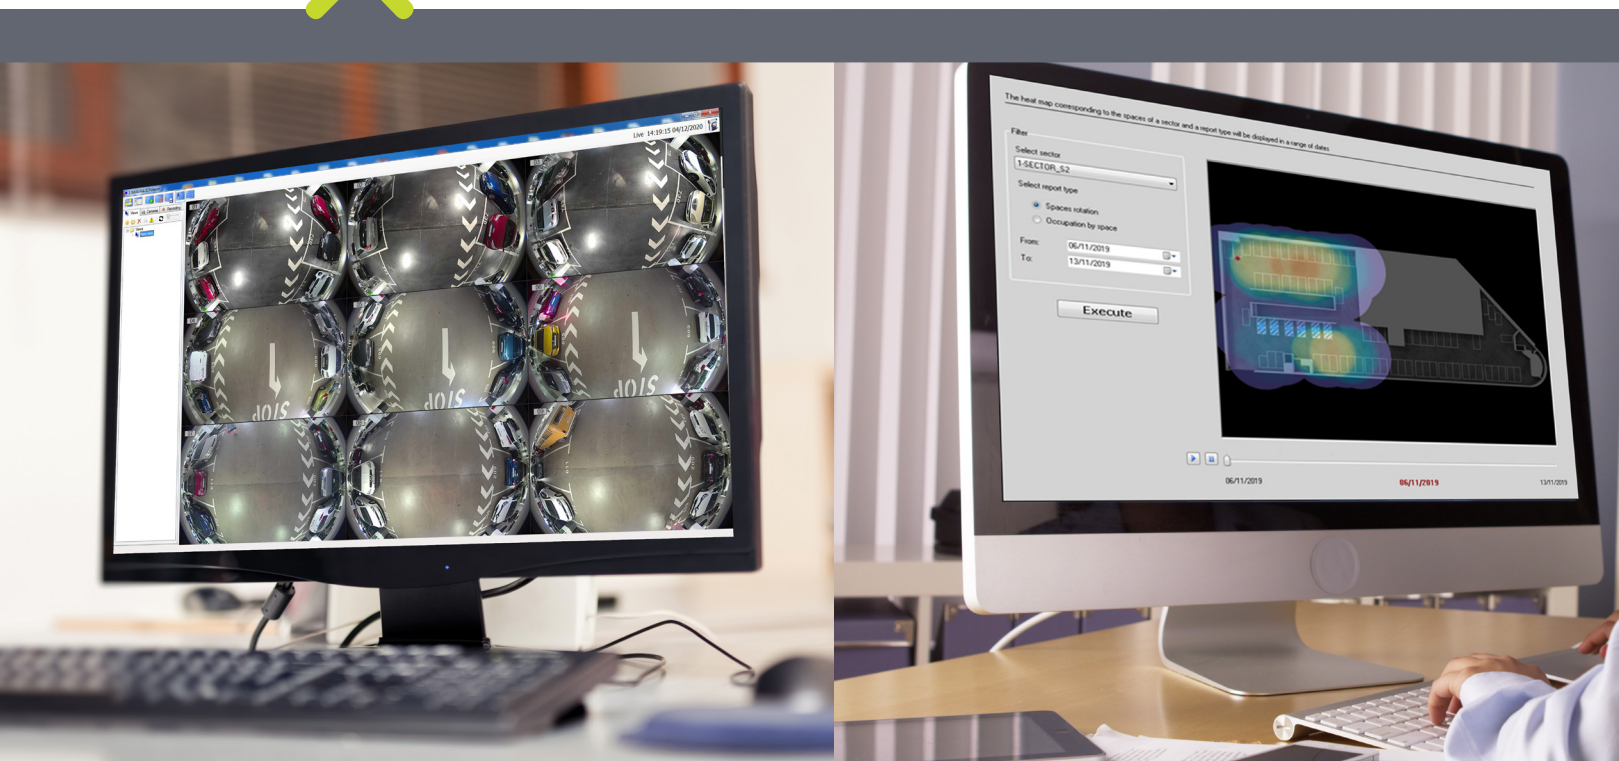 Live 14:19:15 04/12/2020
Views Cameras Recording
STOP
STOP
STOP
The heat map corresponding to the spaces of a sector and a report type will be displayed in a range of dates
Filter
Select sector
1-SECTOR_S2
Select report type
Spaces rotation
Occupation by space
From: 06/11/2019
To: 13/11/2019
Execute
06/11/2019 06/11/2019 13/11/2019